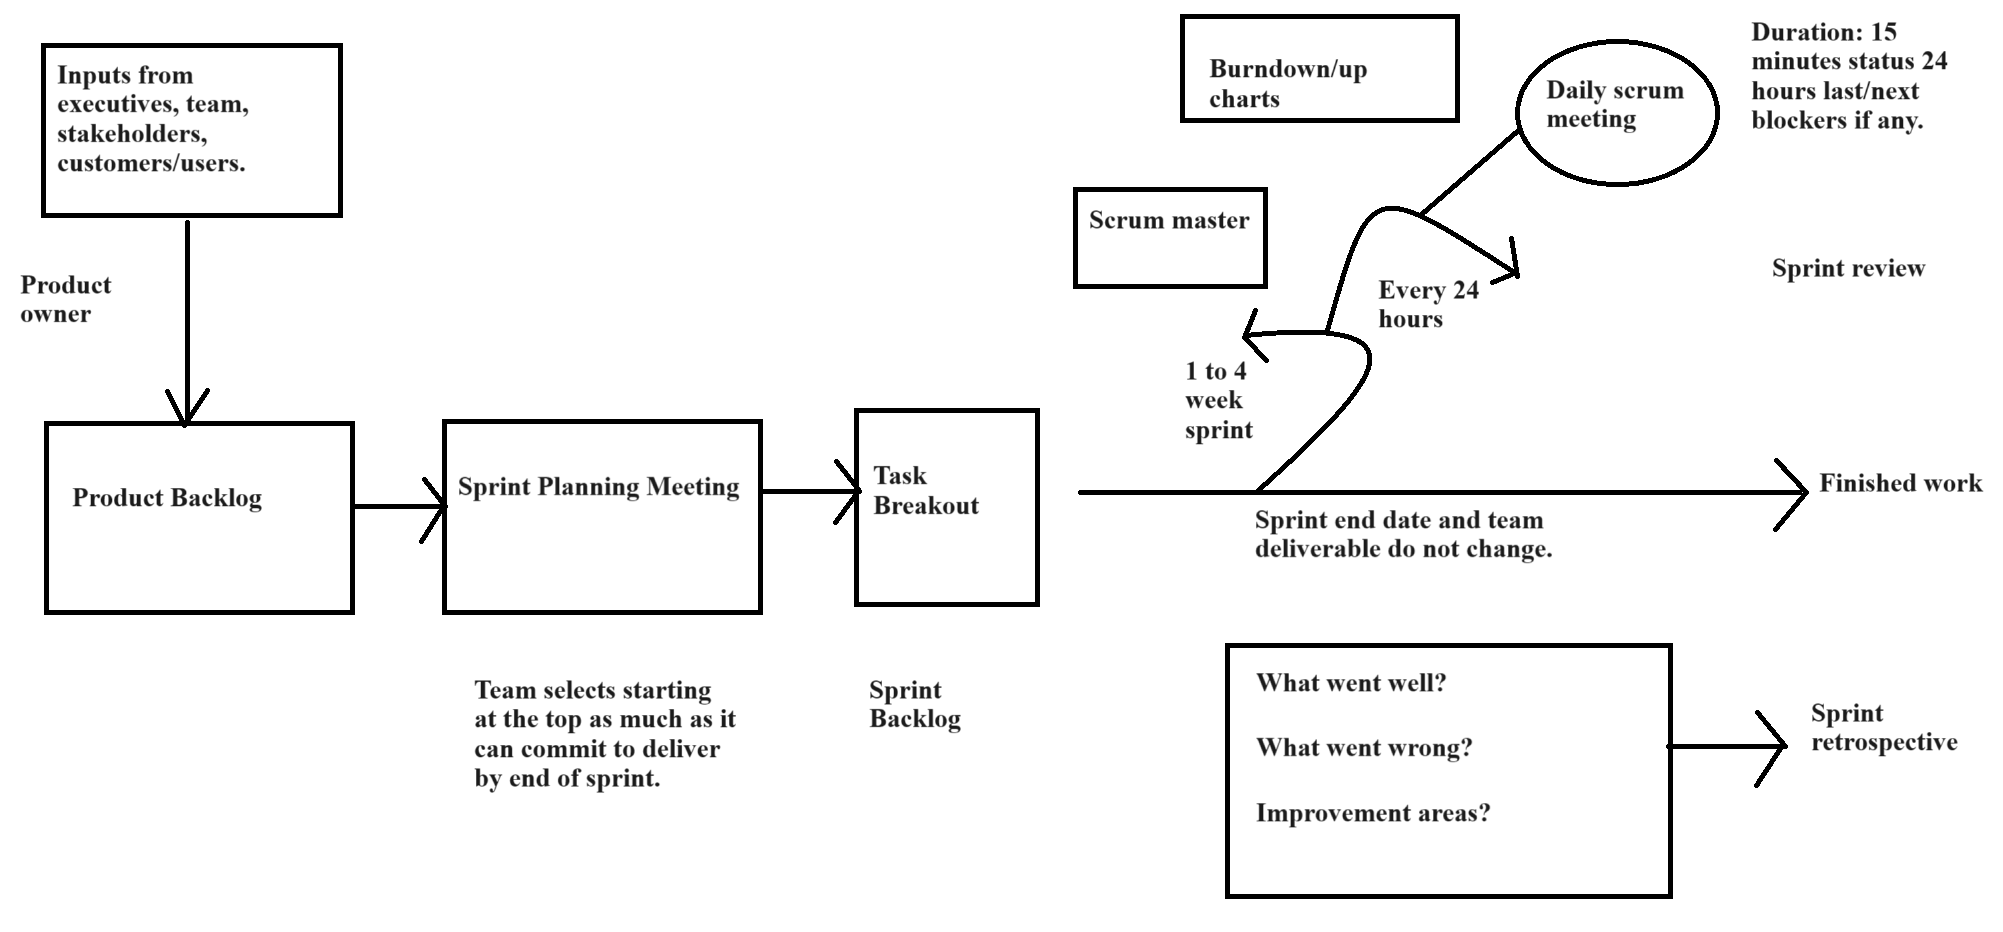 Inputs from
executives, team,
stakeholders,
customers/users.
Product
owner
Product Backlog
Sprint Planning Meeting
Team selects starting
at the top as much as it
can commit to deliver
by end of sprint.
Task
Breakout
Sprint
Backlog
Burndown/up
charts
Scrum master
Daily scrum
meeting
Duration: 15
minutes status 24
hours last/next
blockers if any.
Every 24
hours
1 to 4
week
sprint
Sprint review
Finished work
Sprint end date and team
deliverable do not change.
What went well?
What went wrong?
Improvement areas?
Sprint
retrospective